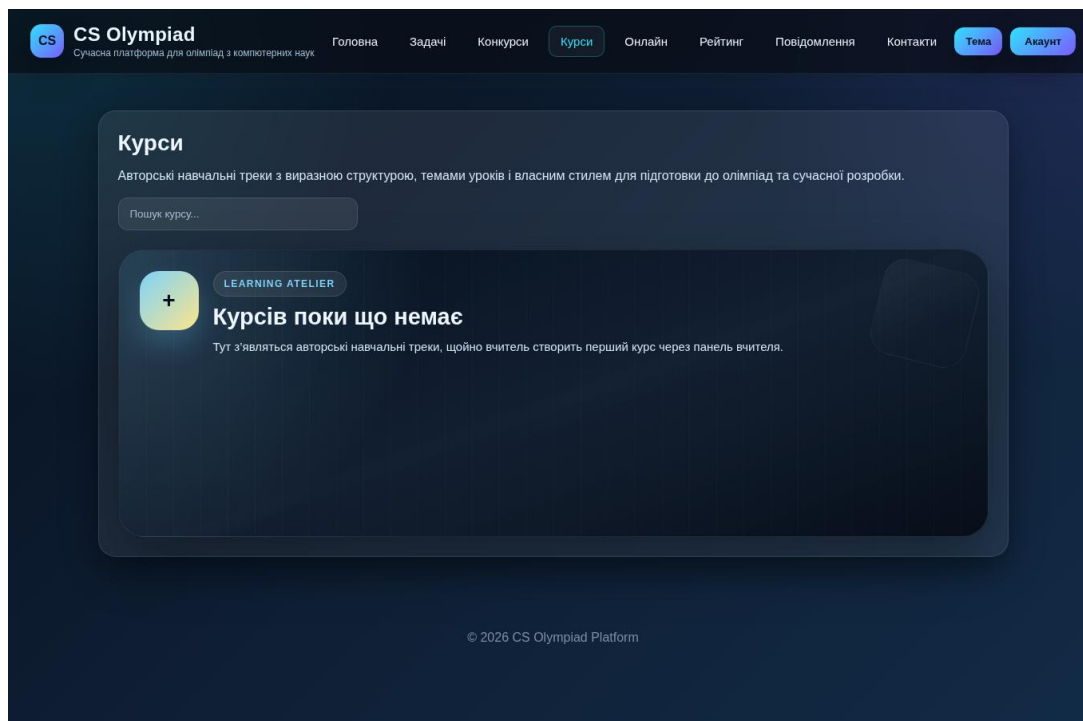 CS
CS Olympiad
Сучасна платформа для олімпіад з компютерних наук
Головна
Задачі
Конкурси
Курси
Онлайн
Рейтинг
Повідомлення
Контакти
Тема
Акаунт
Курси
Авторські навчальні треки з виразною структурою, темами уроків і власним стилем для підготовки до олімпіад та сучасної розробки.
Пошук курсу...
+
LEARNING ATELIER
Курсів поки що немає
Тут з'являться авторські навчальні треки, щойно вчитель створить перший курс через панель вчителя.
© 2026 CS Olympiad Platform